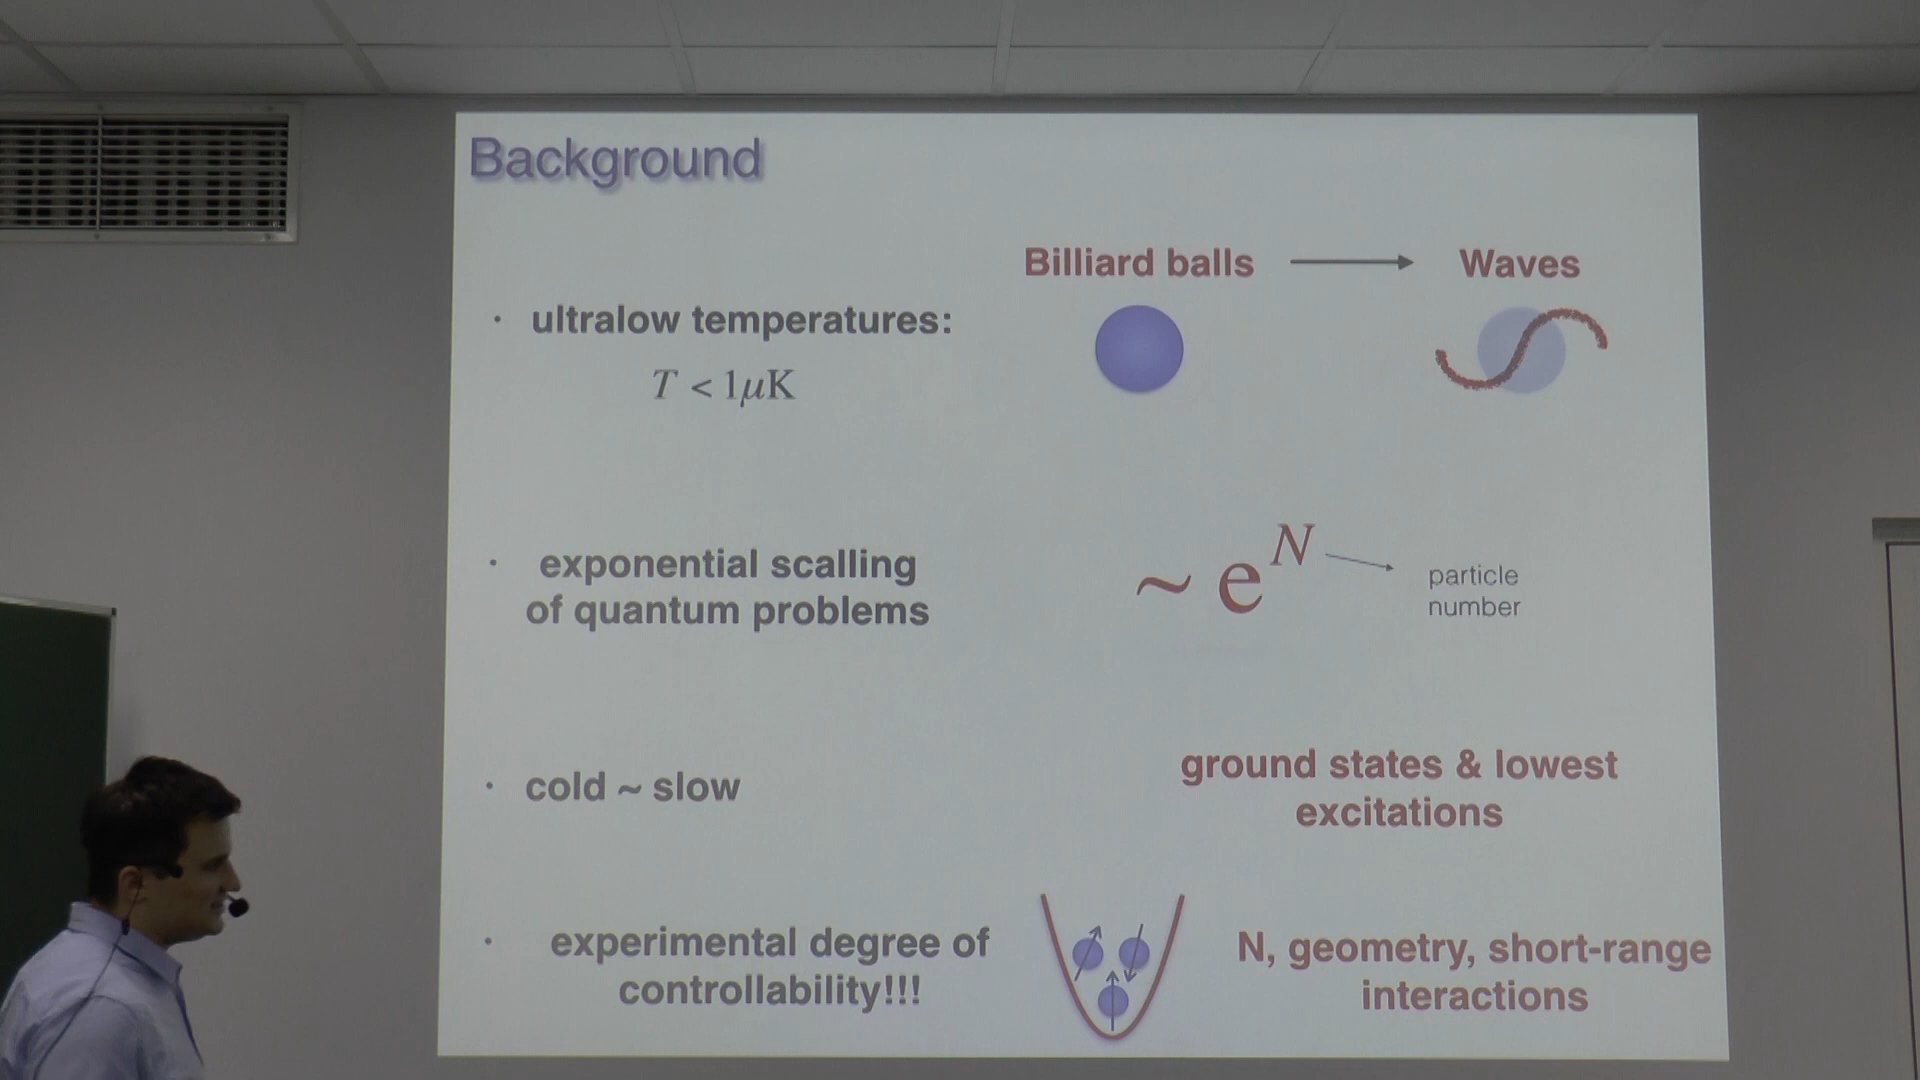 Background
Billiard balls → Waves
· ultralow temperatures:
T < 1μK
· exponential scalling
of quantum problems
~ e^N
particle
number
· cold ~ slow
ground states & lowest
excitations
· experimental degree of
controllability!!!
N, geometry, short-range
interactions